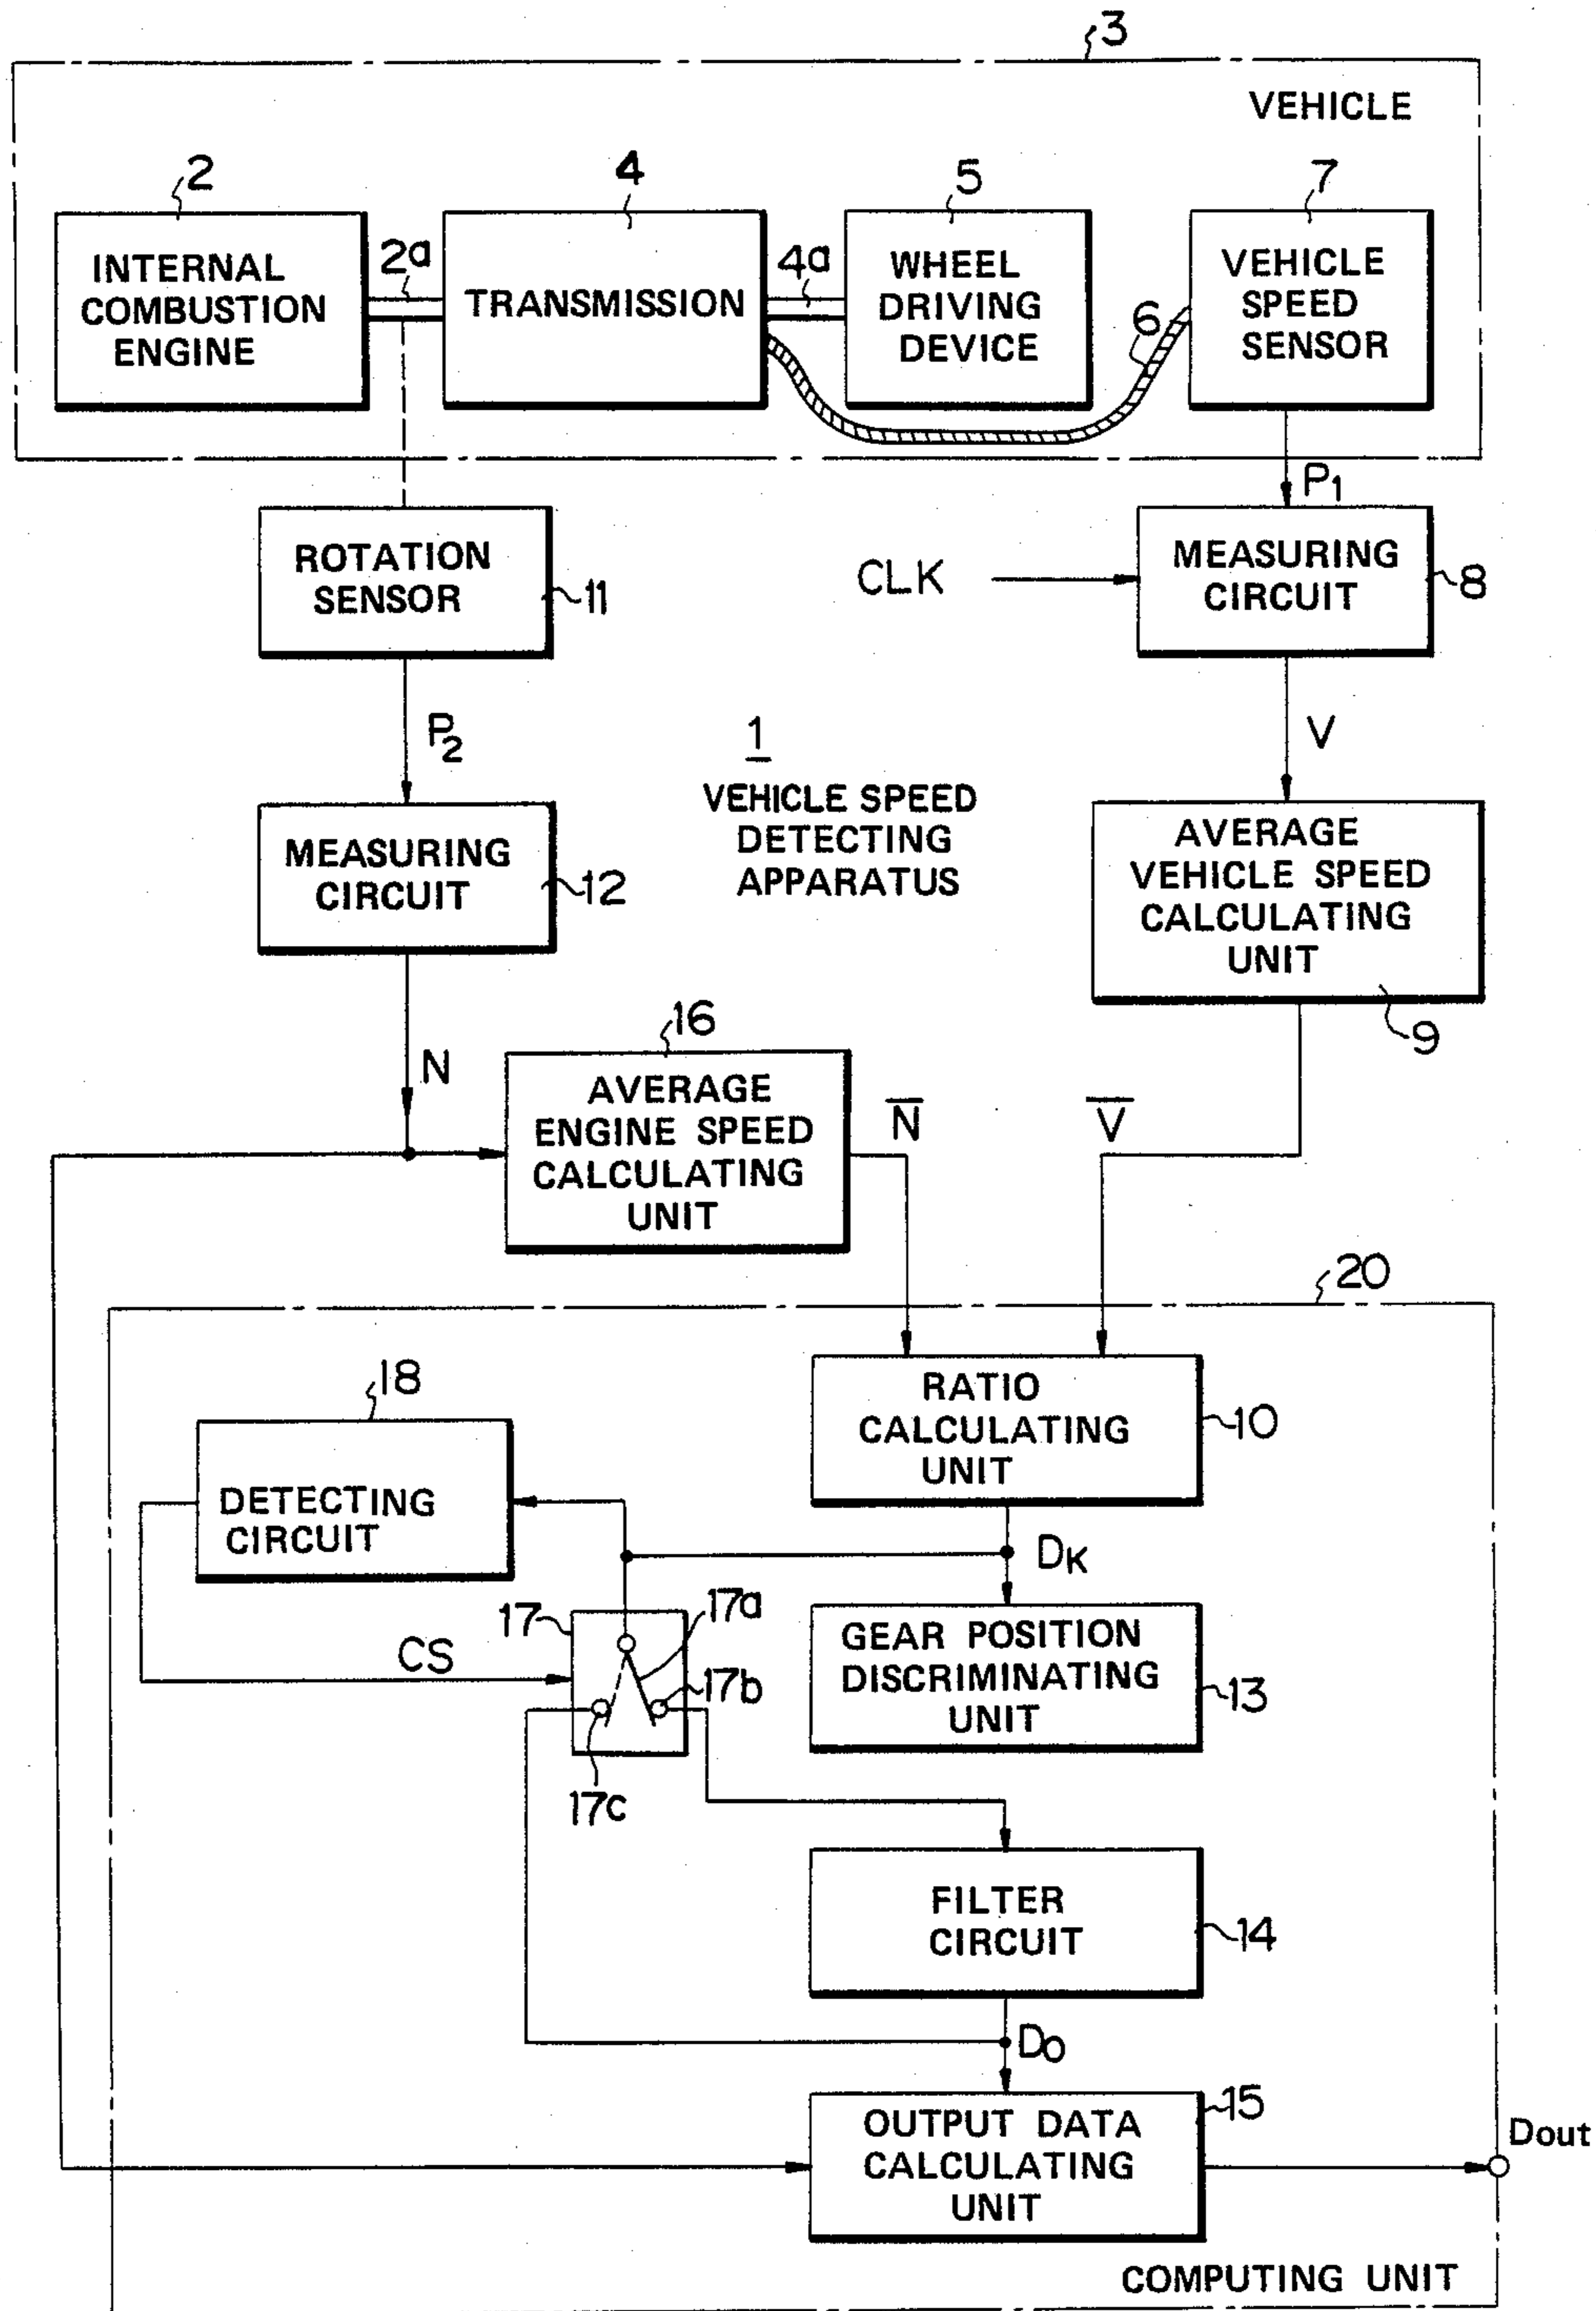 3
VEHICLE
2
4
5
7
INTERNAL
COMBUSTION
ENGINE
2a
TRANSMISSION
4a
WHEEL
DRIVING
DEVICE
6
VEHICLE
SPEED
SENSOR
P1
ROTATION
SENSOR
11
CLK
MEASURING
CIRCUIT
8
P2
1
VEHICLE SPEED
DETECTING
APPARATUS
V
MEASURING
CIRCUIT
12
AVERAGE
VEHICLE SPEED
CALCULATING
UNIT
9
N
16
AVERAGE
ENGINE SPEED
CALCULATING
UNIT
N̅
V̅
20
18
DETECTING
CIRCUIT
RATIO
CALCULATING
UNIT
10
DK
17
17a
CS
17b
17c
GEAR POSITION
DISCRIMINATING
UNIT
13
FILTER
CIRCUIT
14
D0
OUTPUT DATA
CALCULATING
UNIT
15
Dout
COMPUTING UNIT